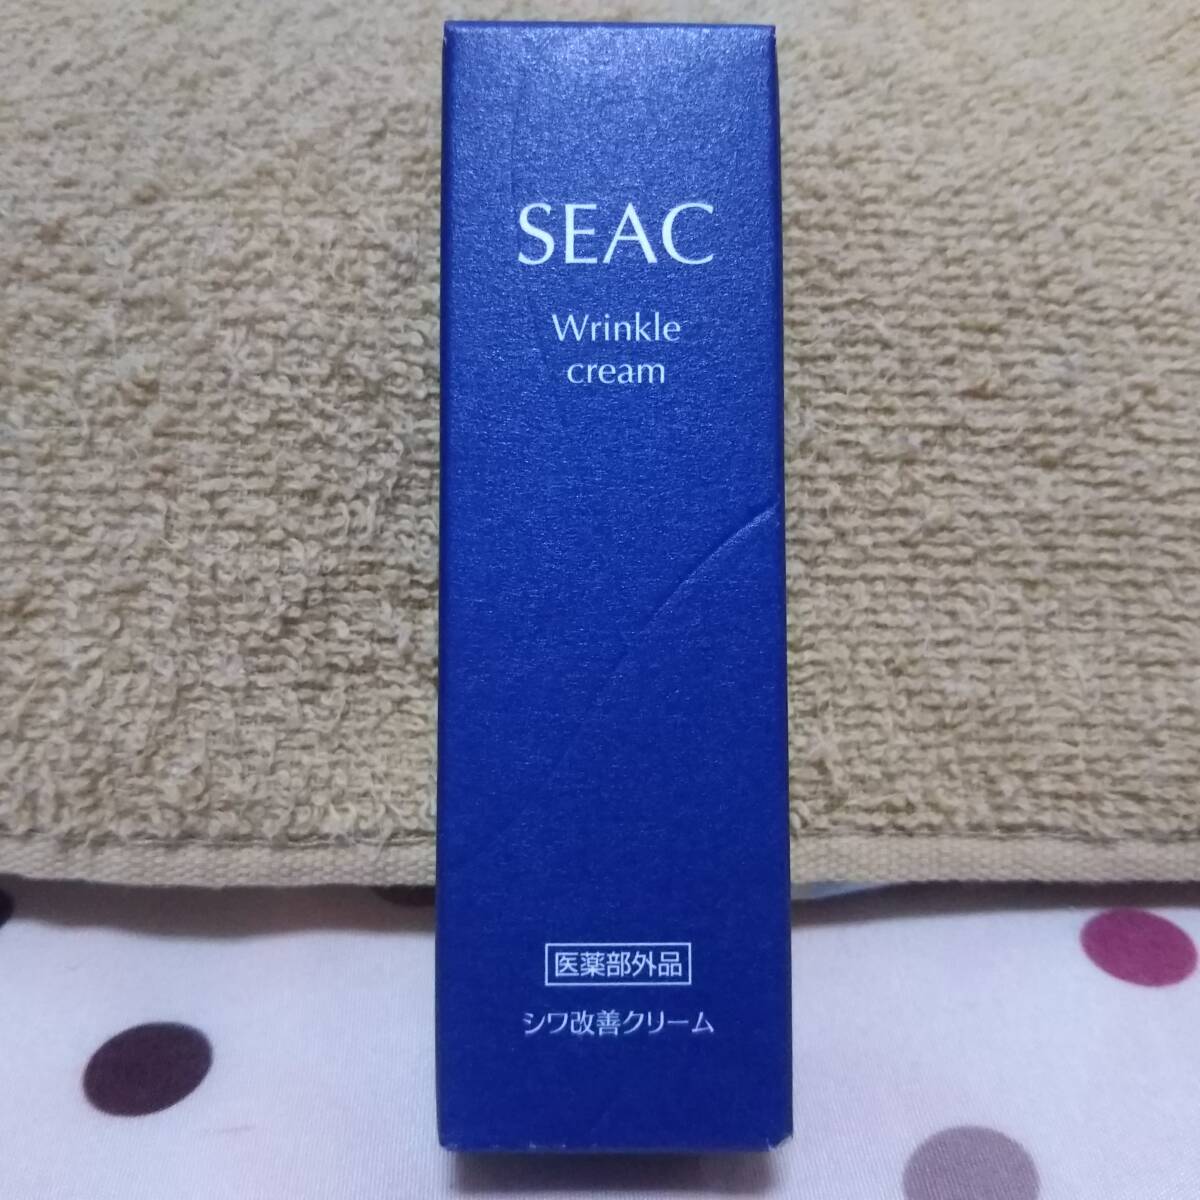 SEAC
Wrinkle
cream
医薬部外品
シワ改善クリーム